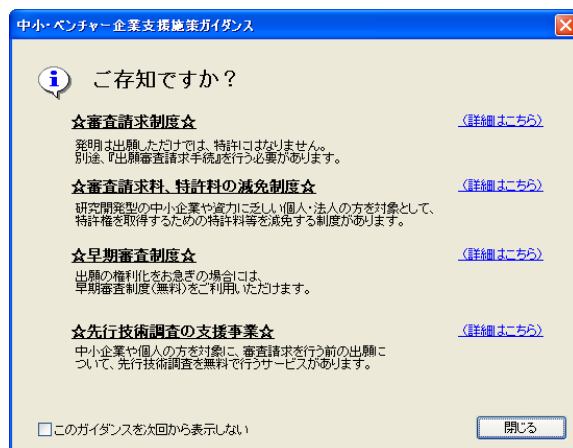 中小・ベンチャー企業支援施策ガイダンス
ご存知ですか？
☆審査請求制度☆
（詳細はこちら）
発明は出願しただけでは、特許にはなりません。
別途、『出願審査請求手続』を行う必要があります。
☆審査請求料、特許料の減免制度☆
（詳細はこちら）
研究開発型の中小企業や資力に乏しい個人・法人の方を対象として、
特許権を取得するための特許料等を減免する制度があります。
☆早期審査制度☆
（詳細はこちら）
出願の権利化をお急ぎの場合には、
早期審査制度(無料)をご利用いただけます。
☆先行技術調査の支援事業☆
（詳細はこちら）
中小企業や個人の方を対象に、審査請求を行う前の出願に
ついて、先行技術調査を無料で行うサービスがあります。
このガイダンスを次回から表示しない
閉じる